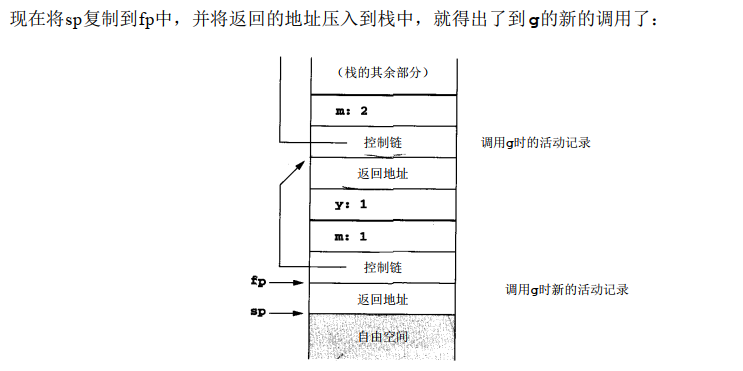 现在将sp复制到fp中，并将返回的地址压入到栈中，就得出了到g的新的调用了：
（栈的其余部分）
m: 2
控制链
调用g时的活动记录
返回地址
y: 1
m: 1
控制链
fp
调用g时新的活动记录
返回地址
sp
自由空间